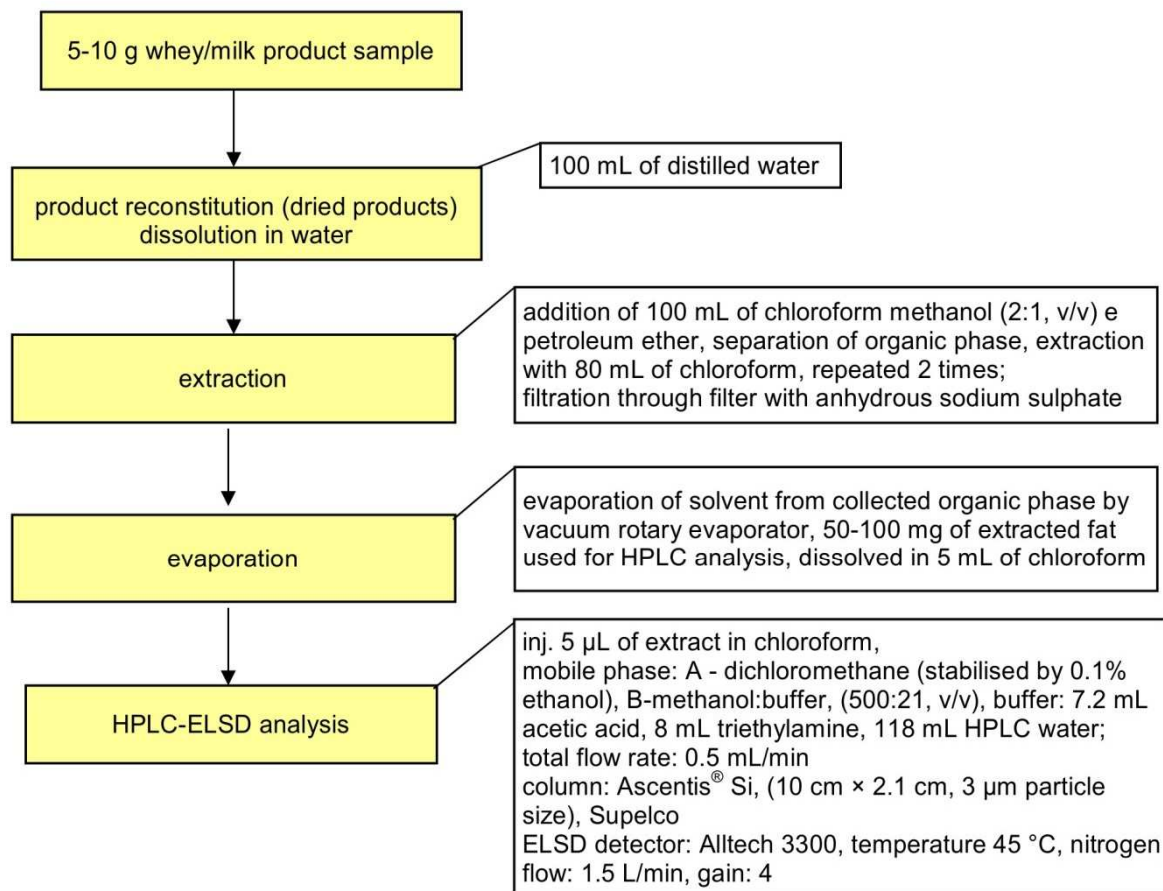 5-10 g whey/milk product sample
100 mL of distilled water
product reconstitution (dried products)
dissolution in water
addition of 100 mL of chloroform methanol (2:1, v/v) e
petroleum ether, separation of organic phase, extraction
with 80 mL of chloroform, repeated 2 times;
filtration through filter with anhydrous sodium sulphate
extraction
evaporation of solvent from collected organic phase by
vacuum rotary evaporator, 50-100 mg of extracted fat
used for HPLC analysis, dissolved in 5 mL of chloroform
evaporation
inj. 5 µL of extract in chloroform,
mobile phase: A - dichloromethane (stabilised by 0.1%
ethanol), B-methanol:buffer, (500:21, v/v), buffer: 7.2 mL
acetic acid, 8 mL triethylamine, 118 mL HPLC water;
total flow rate: 0.5 mL/min
column: Ascentis® Si, (10 cm × 2.1 cm, 3 µm particle
size), Supelco
ELSD detector: Alltech 3300, temperature 45 °C, nitrogen
flow: 1.5 L/min, gain: 4
HPLC-ELSD analysis